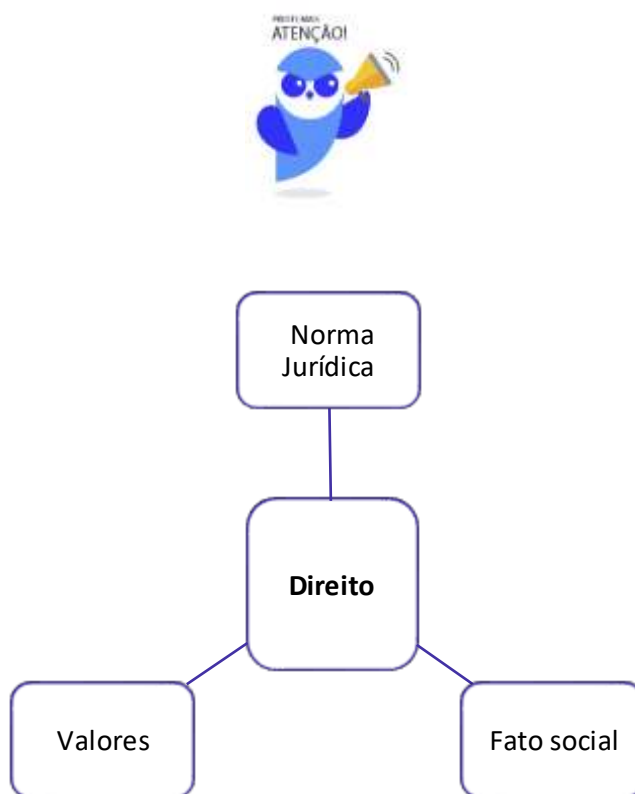 ATENÇÃO!
Norma
Jurídica
Direito
Valores
Fato social